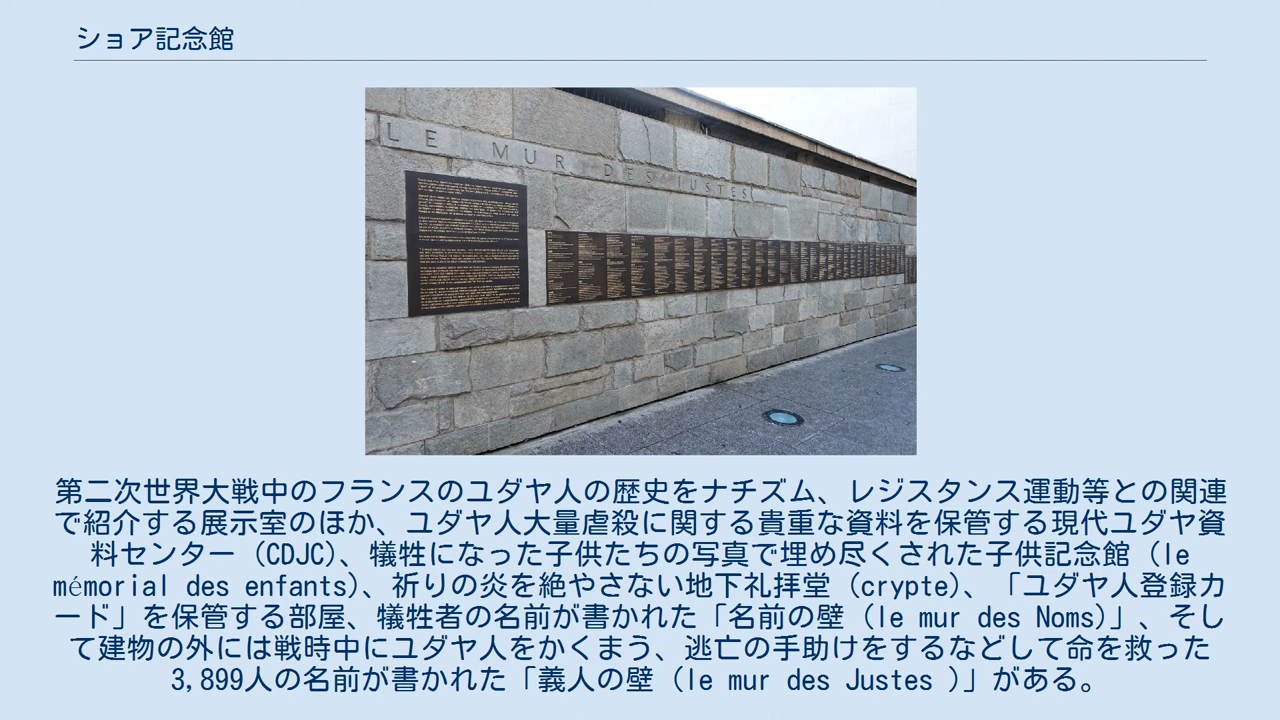 ショア記念館
LE MUR DES JUSTES
第二次世界大戦中のフランスのユダヤ人の歴史をナチズム、レジスタンス運動等との関連
で紹介する展示室のほか、ユダヤ人大量虐殺に関する貴重な資料を保管する現代ユダヤ資
料センター（CDJC)、犠牲になった子供たちの写真で埋め尽くされた子供記念館（le
mémorial des enfants)、祈りの炎を絶やさない地下礼拝堂（crypte)、「ユダヤ人登録カ
ード」を保管する部屋、犠牲者の名前が書かれた「名前の壁（le mur des Noms)」、そし
て建物の外には戦時中にユダヤ人をかくまう、逃亡の手助けをするなどして命を救った
3,899人の名前が書かれた「義人の壁（le mur des Justes )」がある。